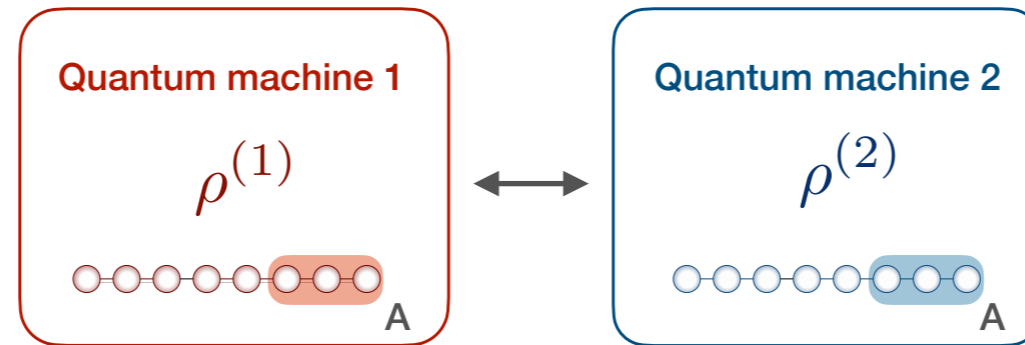 Quantum machine 1
ρ^(1)
A
Quantum machine 2
ρ^(2)
A